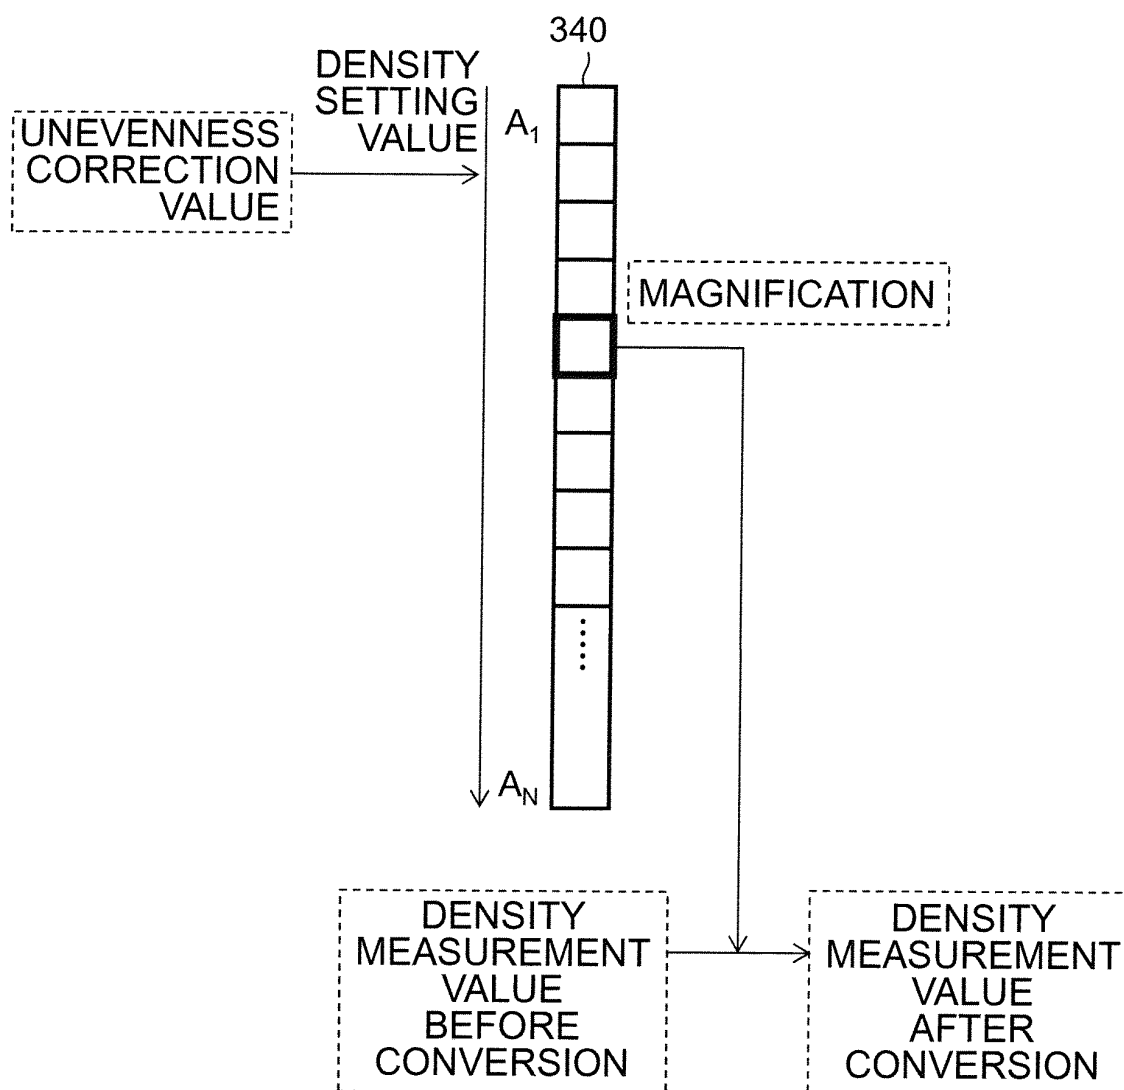 340
DENSITY
SETTING
VALUE
A1
UNEVENNESS
CORRECTION
VALUE
MAGNIFICATION
AN
DENSITY
MEASUREMENT
VALUE
BEFORE
CONVERSION
DENSITY
MEASUREMENT
VALUE
AFTER
CONVERSION